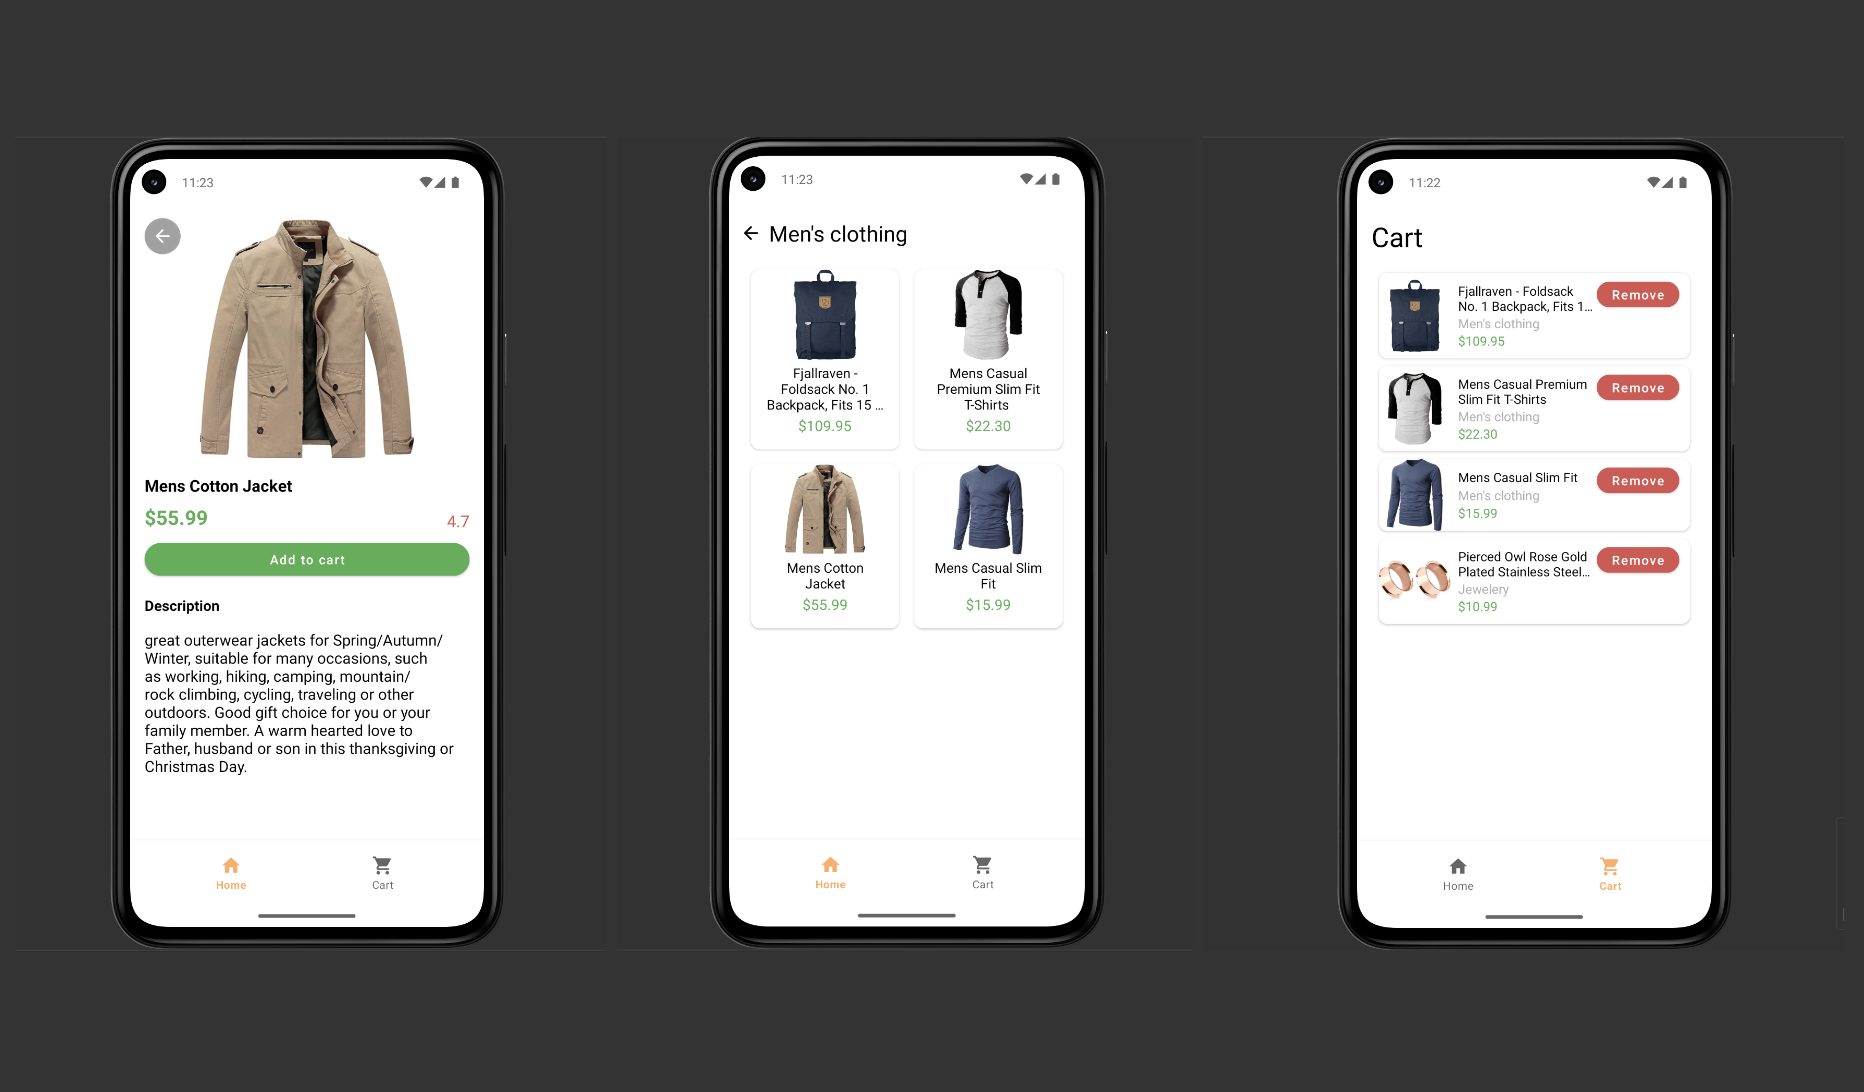 11:23
Mens Cotton Jacket
$55.99
4.7
Add to cart
Description
great outerwear jackets for Spring/Autumn/
Winter, suitable for many occasions, such
as working, hiking, camping, mountain/
rock climbing, cycling, traveling or other
outdoors. Good gift choice for you or your
family member. A warm hearted love to
Father, husband or son in this thanksgiving or
Christmas Day.
Home
Cart
11:23
Men's clothing
Fjallraven -
Foldsack No. 1
Backpack, Fits 15 ...
$109.95
Mens Casual
Premium Slim Fit
T-Shirts
$22.30
Mens Cotton
Jacket
$55.99
Mens Casual Slim
Fit
$15.99
Home
Cart
11:22
Cart
Fjallraven - Foldsack
No. 1 Backpack, Fits 1...
Men's clothing
$109.95
Remove
Mens Casual Premium
Slim Fit T-Shirts
Men's clothing
$22.30
Remove
Mens Casual Slim Fit
Men's clothing
$15.99
Remove
Pierced Owl Rose Gold
Plated Stainless Steel...
Jewelery
$10.99
Remove
Home
Cart